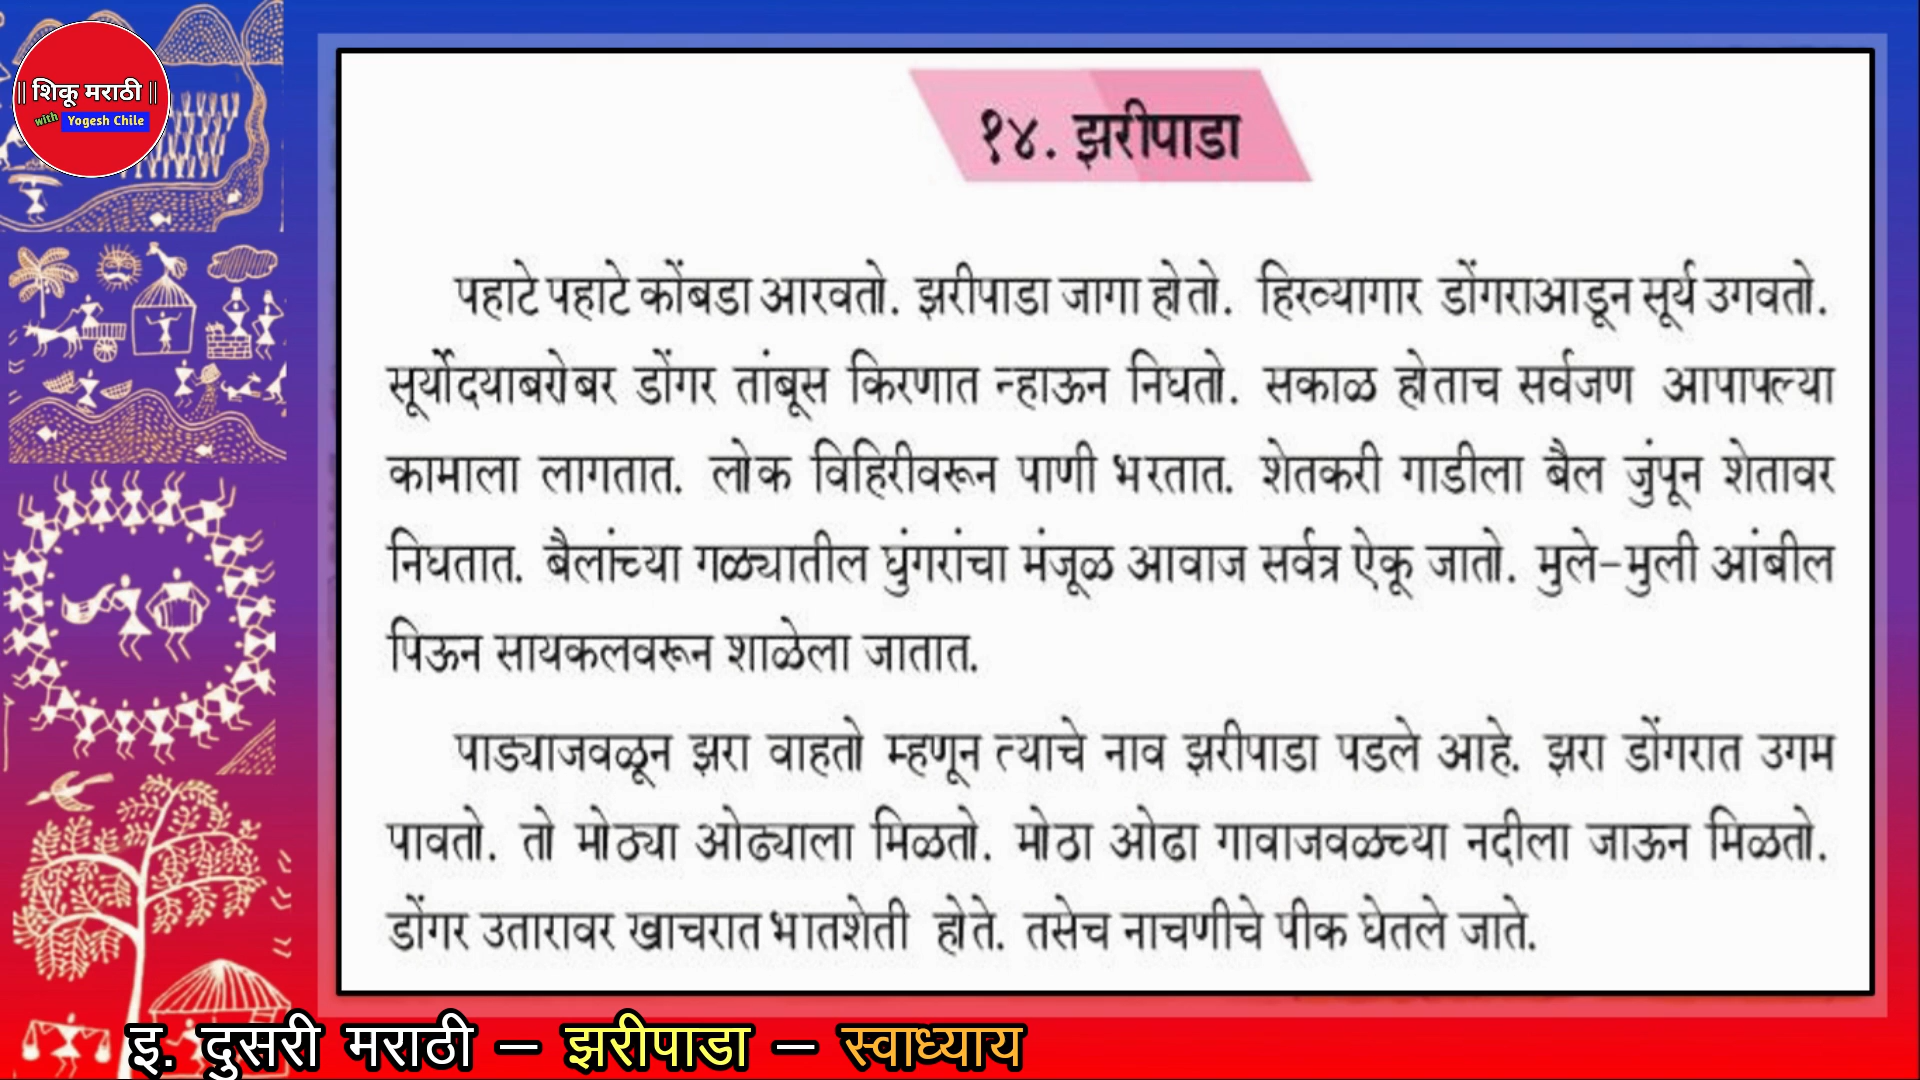 || शिकू मराठी ||
with Yogesh Chile
१४. झरीपाडा
पहाटे पहाटे कोंबडा आरवतो. झरीपाडा जागा होतो. हिरव्यागार डोंगराआडून सूर्य उगवतो.
सूर्योदयाबरोबर डोंगर तांबूस किरणात न्हाऊन निघतो. सकाळ होताच सर्वजण आपापल्या
कामाला लागतात. लोक विहिरीवरून पाणी भरतात. शेतकरी गाडीला बैल जुंपून शेतावर
निघतात. बैलांच्या गळ्यातील घुंगरांचा मंजूळ आवाज सर्वत्र ऐकू जातो. मुले-मुली आंबील
पिऊन सायकलवरून शाळेला जातात.
पाड्याजवळून झरा वाहतो म्हणून त्याचे नाव झरीपाडा पडले आहे. झरा डोंगरात उगम
पावतो. तो मोठ्या ओढ्याला मिळतो. मोठा ओढा गावाजवळच्या नदीला जाऊन मिळतो.
डोंगर उतारावर खाचरात भातशेती होते. तसेच नाचणीचे पीक घेतले जाते.
इ. दुसरी मराठी – झरीपाडा – स्वाध्याय